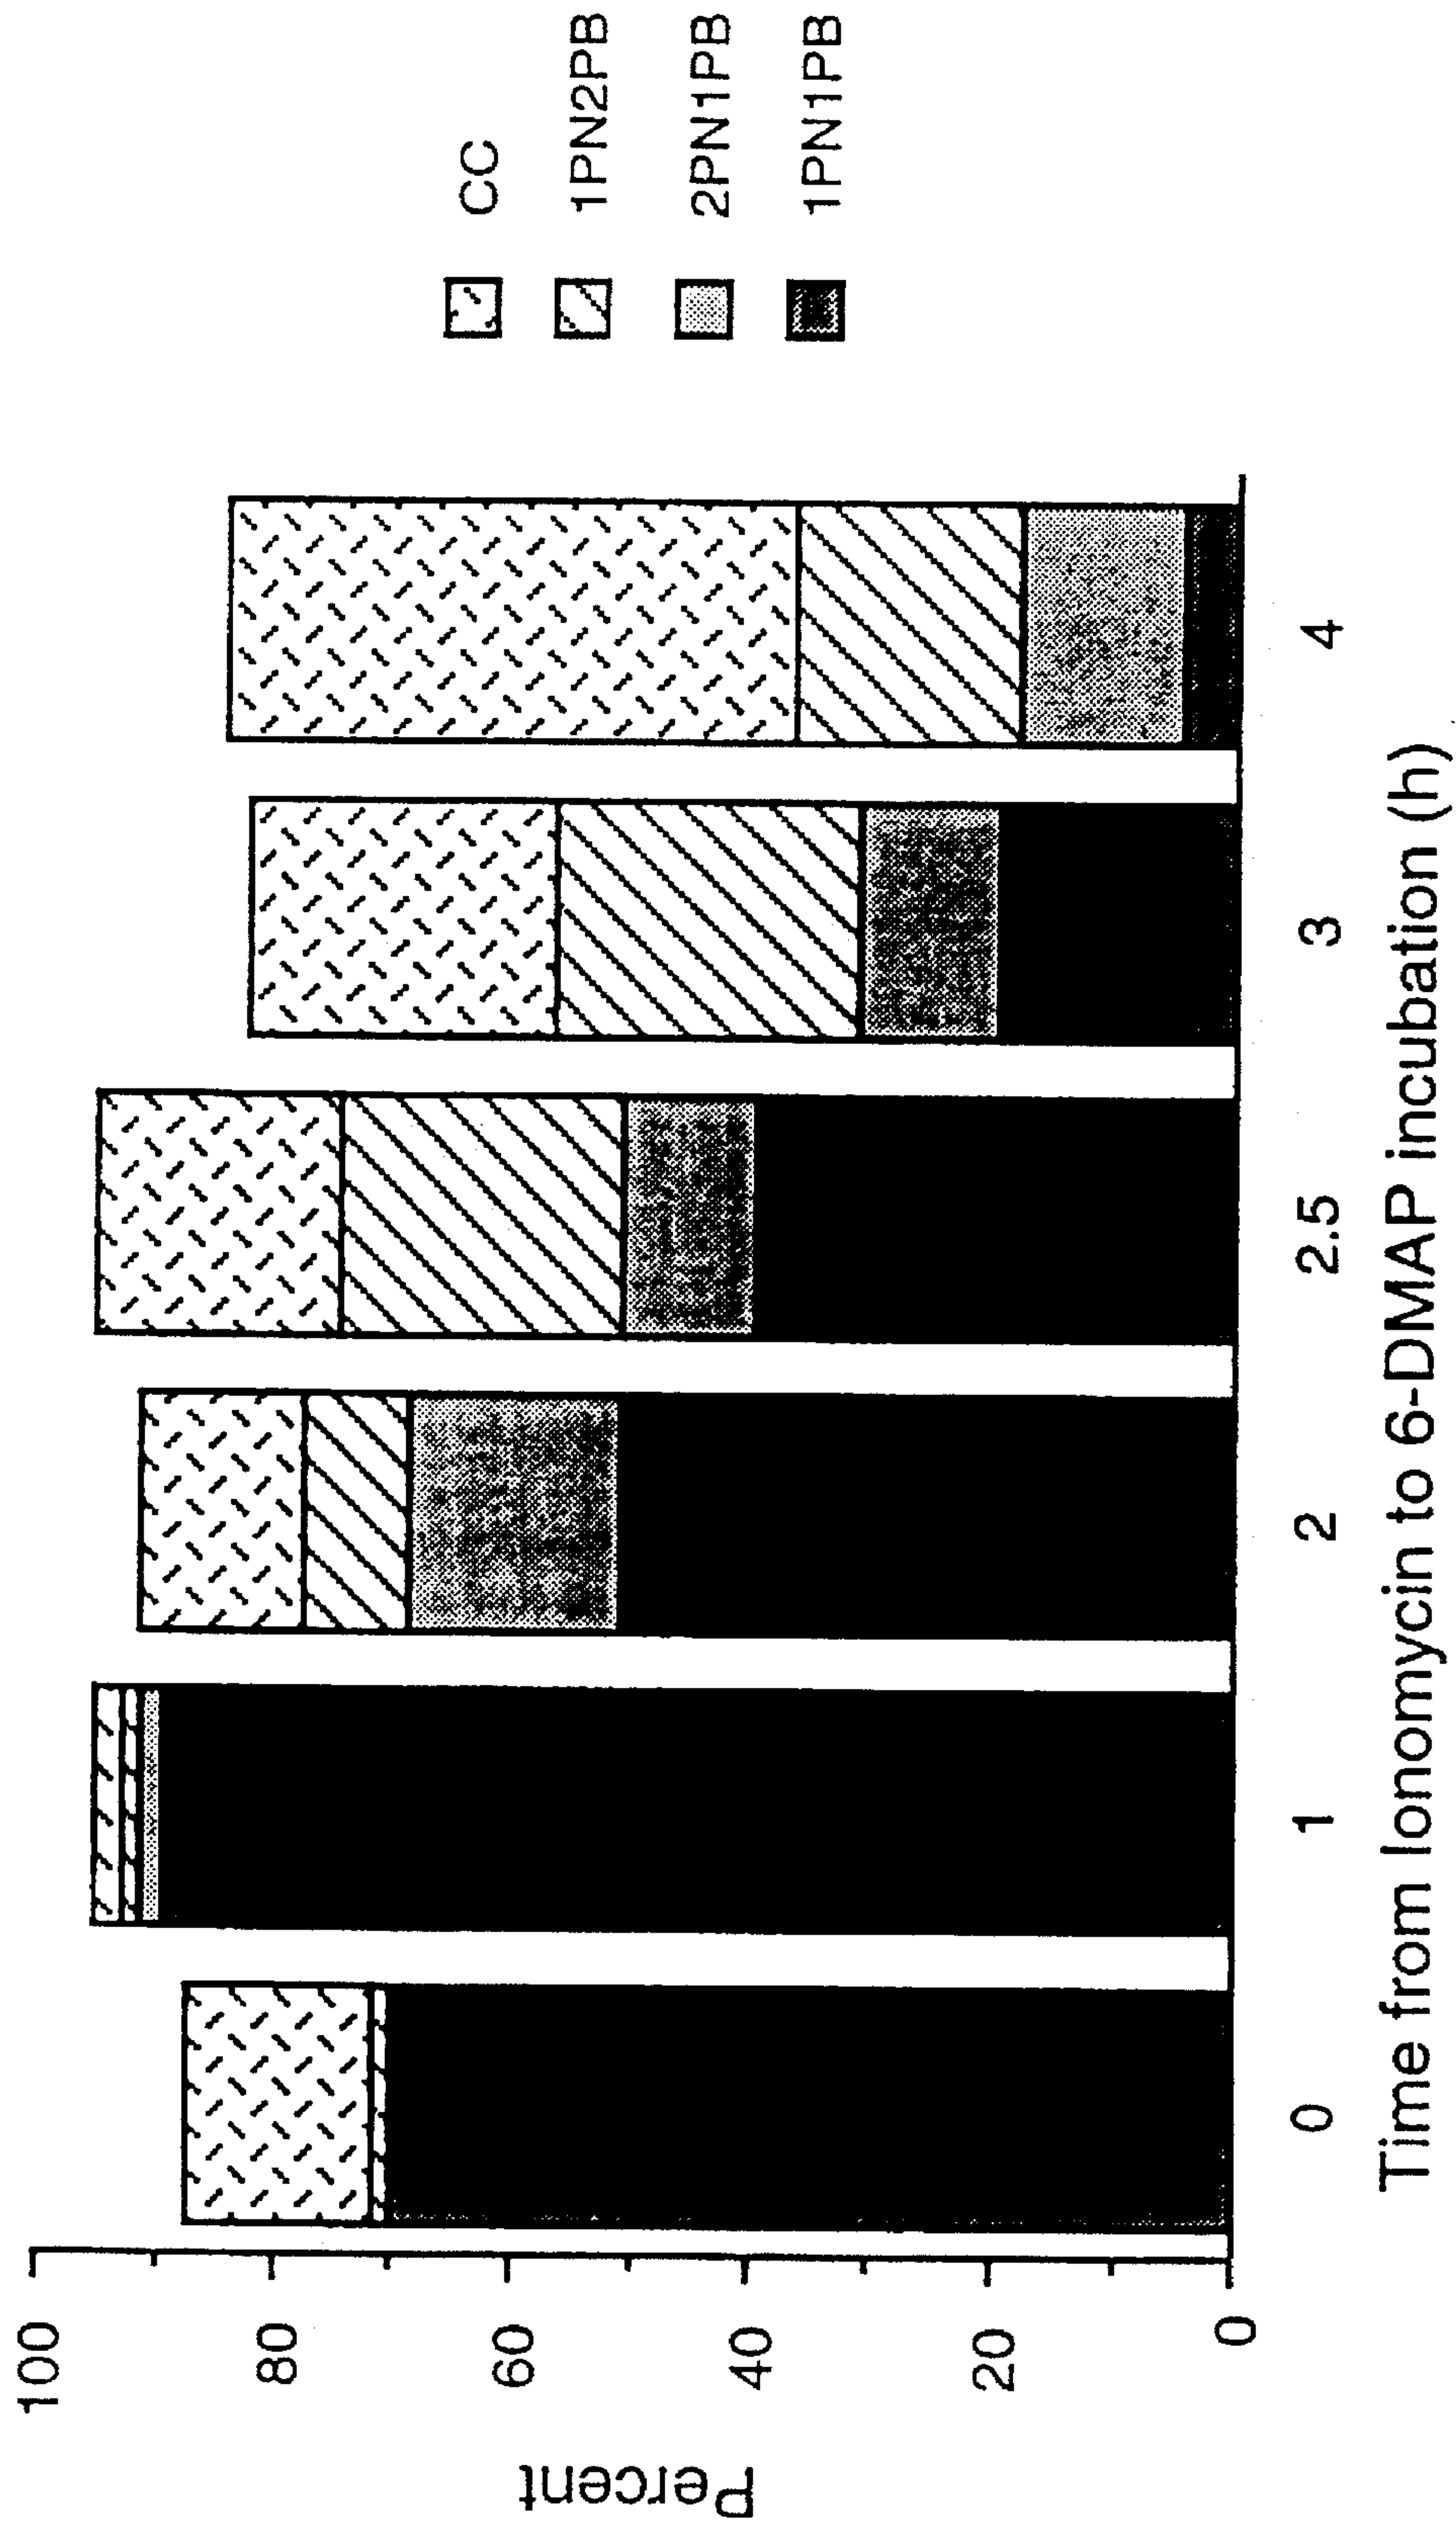 Percent
100
80
60
40
20
0
0 1 2 2.5 3 4
Time from Ionomycin to 6-DMAP incubation (h)
CC
1PN2PB
2PN1PB
1PN1PB